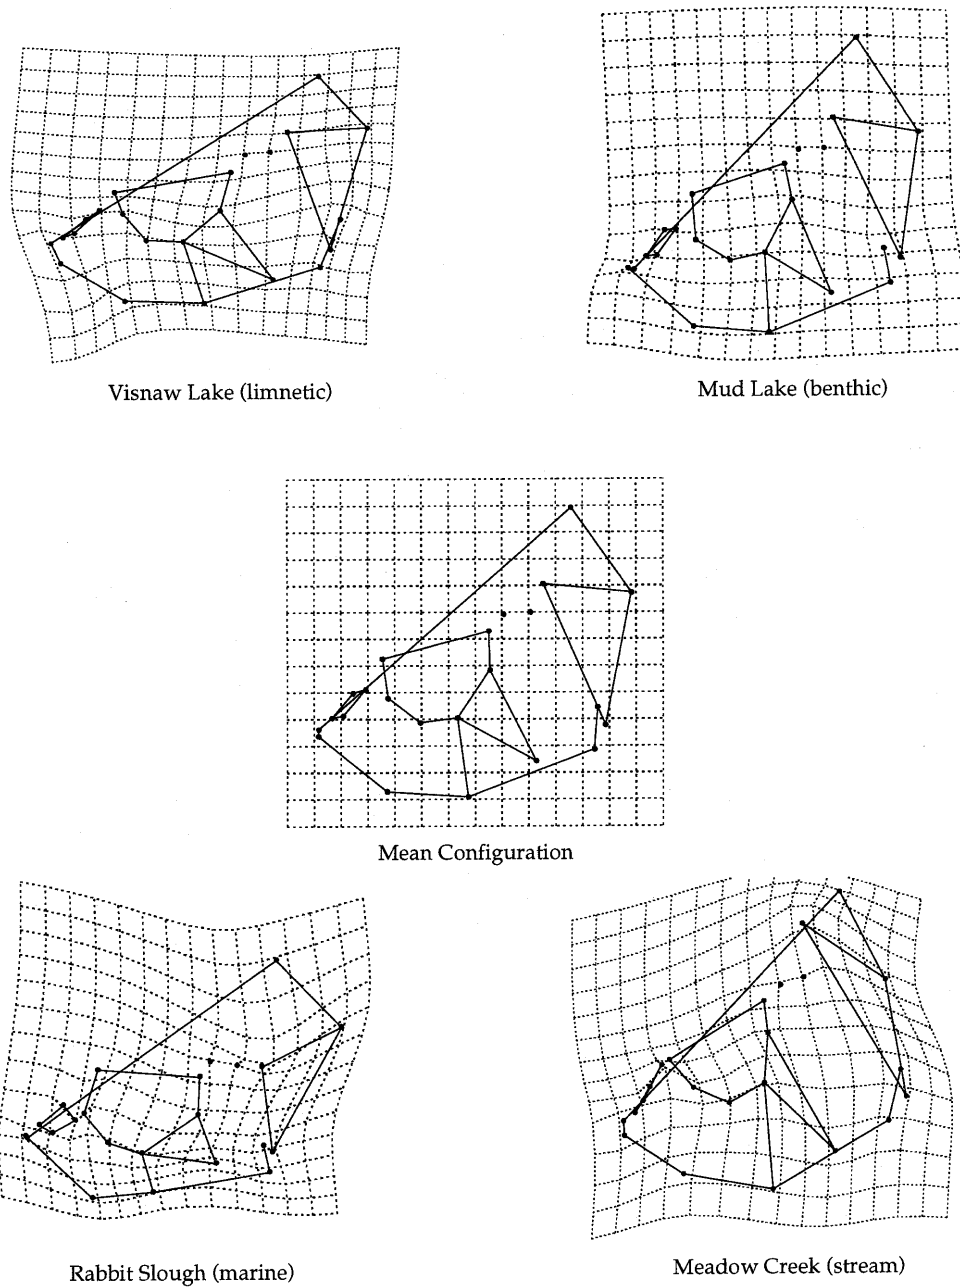 Visnaw Lake (limnetic)
Mud Lake (benthic)
Mean Configuration
Rabbit Slough (marine)
Meadow Creek (stream)